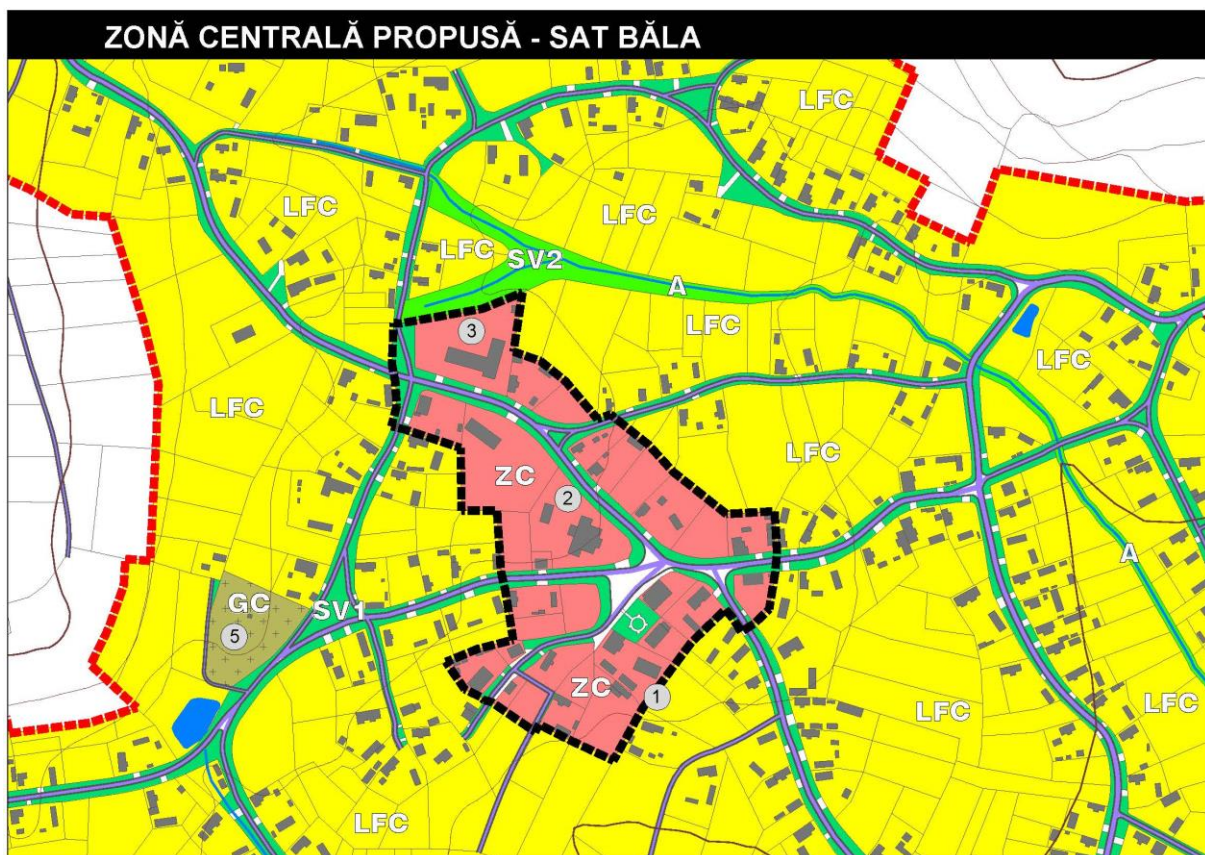 ZONĂ CENTRALĂ PROPUSĂ - SAT BĂLA
LFC
LFC
LFC
LFC
SV2
A
LFC
3
LFC
LFC
ZC
LFC
2
A
GC
SV1
5
ZC
1
LFC
LFC
LFC